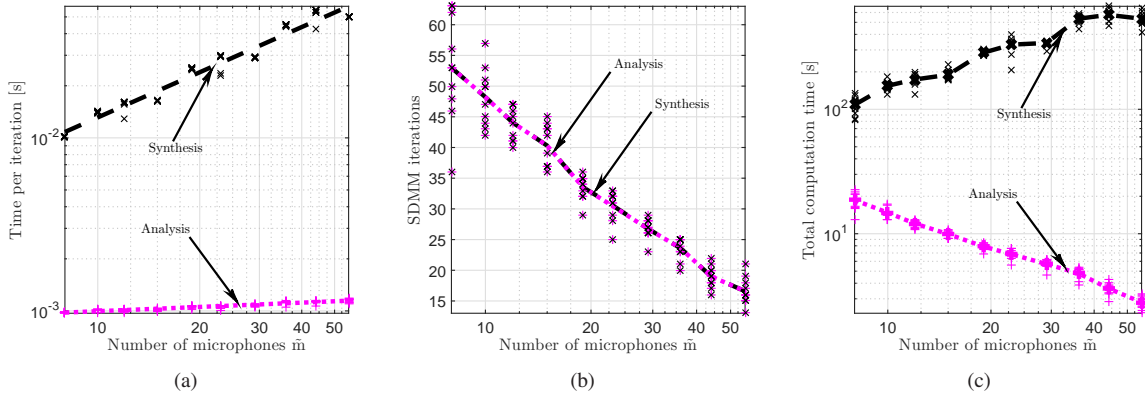 Time per iteration [s]
10^-2
10^-3
Synthesis
Analysis
10 20 30 40 50
Number of microphones m̃
(a)
SDMM iterations
60
55
50
45
40
35
30
25
20
15
Analysis
Synthesis
10 20 30 40 50
Number of microphones m̃
(b)
Total computation time [s]
10^2
10^1
Synthesis
Analysis
10 20 30 40 50
Number of microphones m̃
(c)